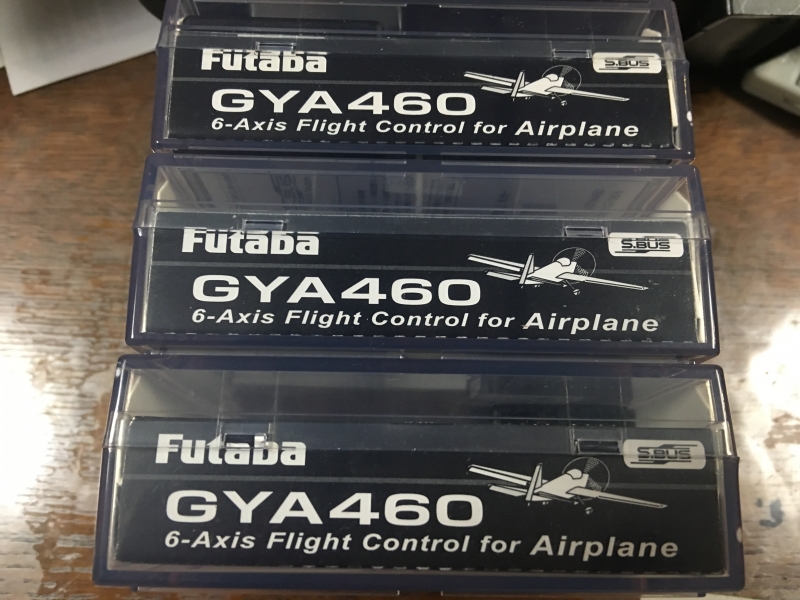 Futaba
S.BUS
GYA460
6-Axis Flight Control for Airplane
Futaba
S.BUS
GYA460
6-Axis Flight Control for Airplane
Futaba
S.BUS
GYA460
6-Axis Flight Control for Airplane